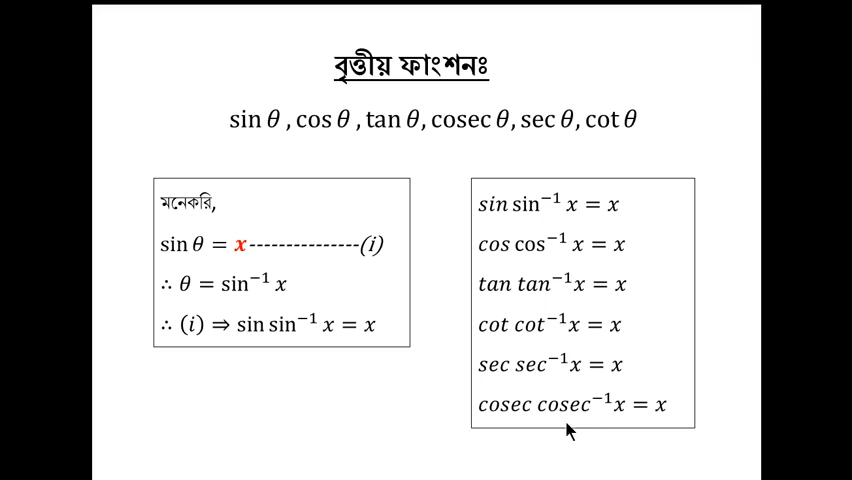 বৃত্তীয় ফাংশনঃ
sin θ , cos θ , tan θ, cosec θ, sec θ, cot θ
মনেকরি,
sin θ = x---------------(i)
∴ θ = sin⁻¹ x
∴ (i) ⇒ sin sin⁻¹ x = x
sin sin⁻¹ x = x
cos cos⁻¹ x = x
tan tan⁻¹x = x
cot cot⁻¹x = x
sec sec⁻¹x = x
cosec cosec⁻¹x = x